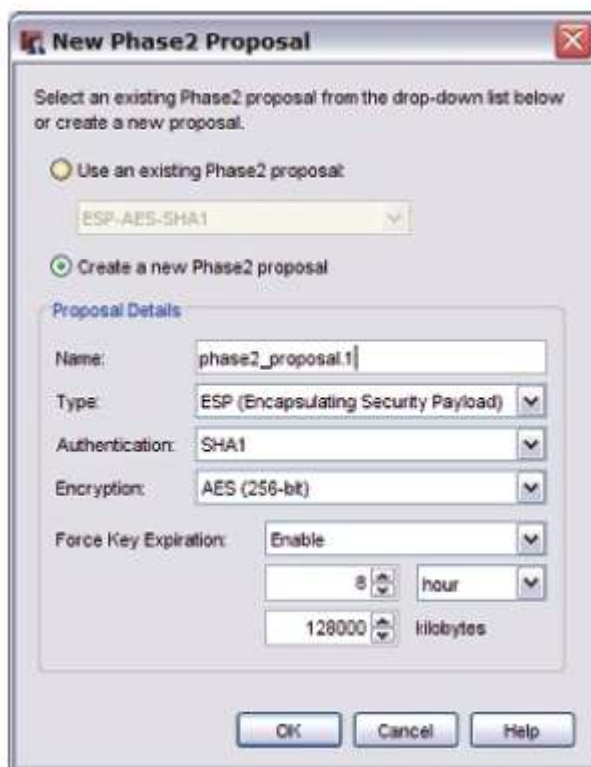 New Phase2 Proposal
Select an existing Phase2 proposal from the drop-down list below
or create a new proposal.
Use an existing Phase2 proposal:
ESP-AES-SHA1
Create a new Phase2 proposal
Proposal Details
Name: phase2_proposal.1
Type: ESP (Encapsulating Security Payload)
Authentication: SHA1
Encryption: AES (256-bit)
Force Key Expiration: Enable
8 hour
128000 kilobytes
OK Cancel Help